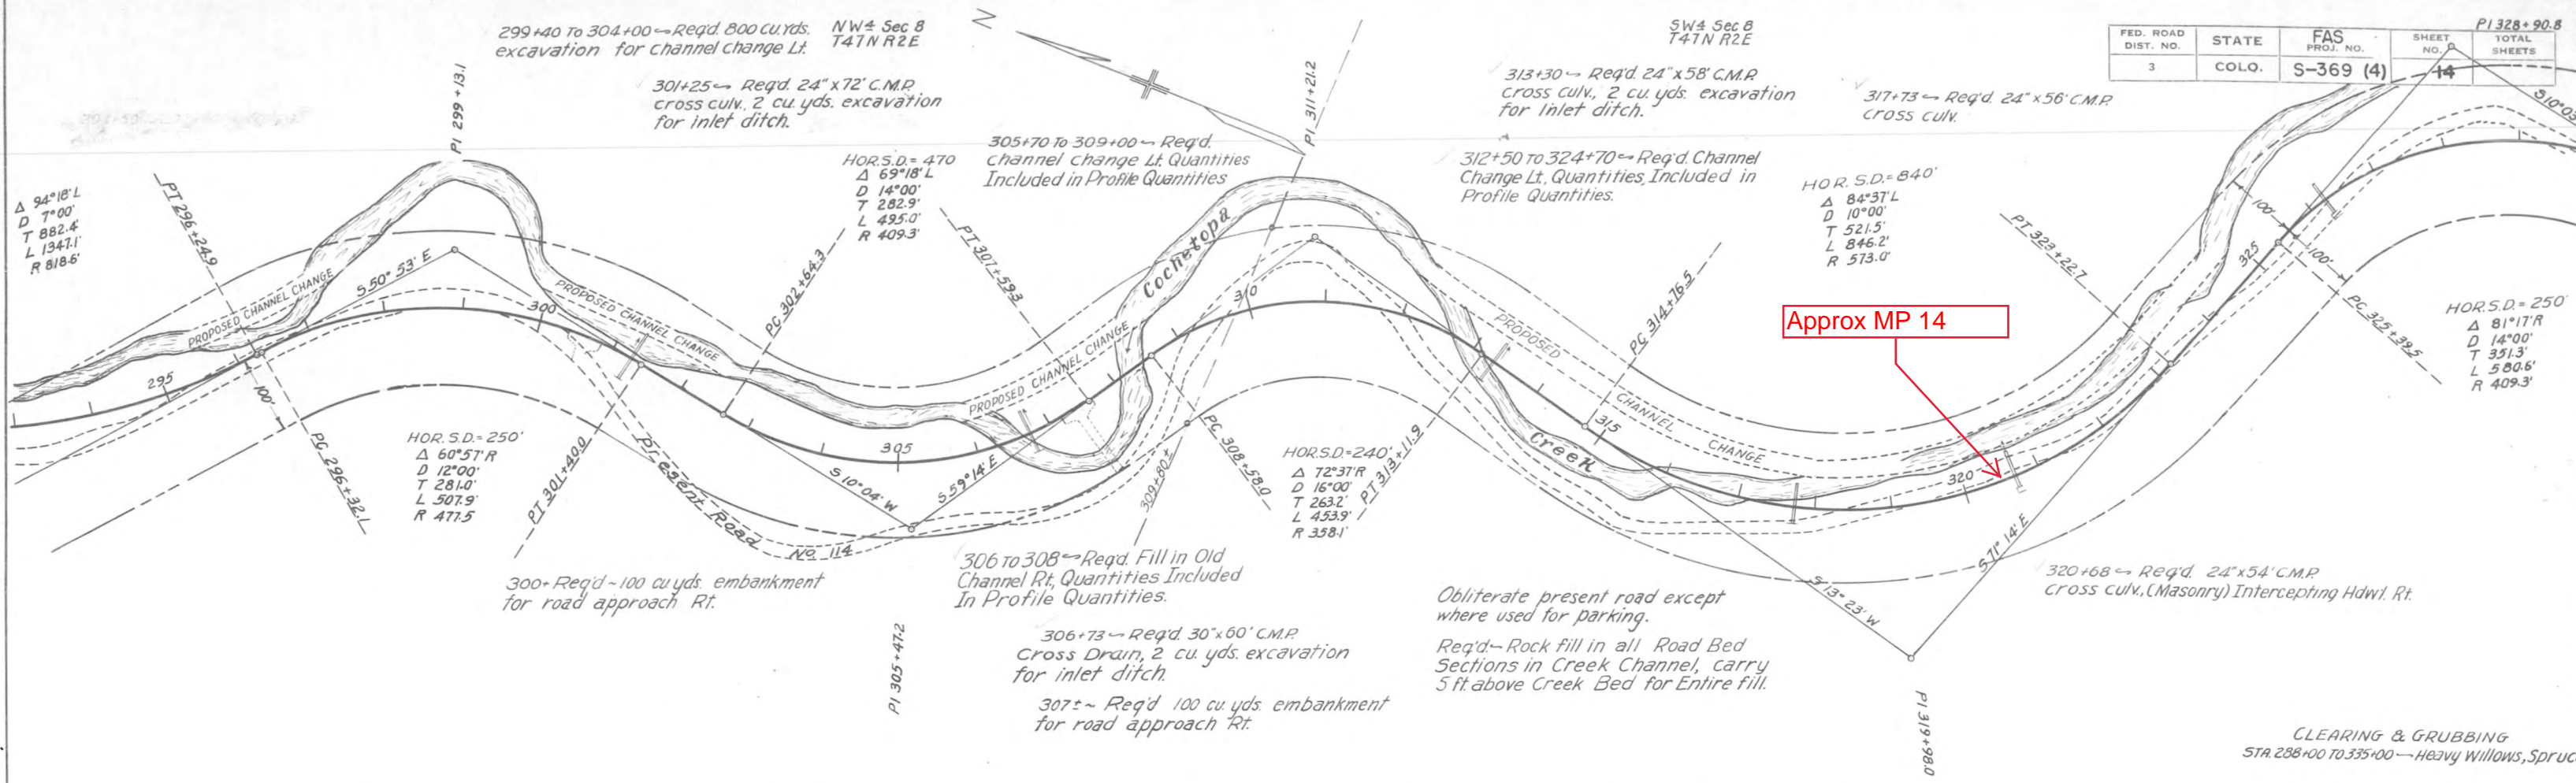 299+40 To 304+00~Req'd. 800 cu. yds.
excavation for channel change Lt.
NW4 Sec 8
T47N R2E
N
SW4 Sec 8
T47N R2E
PI 328+90.8
FED. ROAD DIST. NO.
STATE
FAS PROJ. NO.
SHEET NO.
TOTAL SHEETS
3
COLO.
S-369 (4)
14
301+25~ Req'd. 24" x 72' C.M.P.
cross culv., 2 cu. yds. excavation
for inlet ditch.
PI 299+13.1
PI 311+21.2
313+30~ Req'd. 24" x 58' C.M.P.
cross culv., 2 cu. yds. excavation
for Inlet ditch.
317+73~ Req'd. 24" x 56' C.M.P.
cross culv.
305+70 To 309+00~ Req'd.
channel change Lt. Quantities
Included in Profile Quantities
312+50 To 324+70~ Req'd. Channel
Change Lt., Quantities, Included in
Profile Quantities.
Δ 94°18' L
D 7°00'
T 882.4'
L 1347.1'
R 818.6'
PT 296+24.9
HOR. S.D. = 470
Δ 69°18' L
D 14°00'
T 282.9'
L 495.0'
R 409.3'
HOR. S.D. = 840'
Δ 84°37' L
D 10°00'
T 521.5'
L 846.2'
R 573.0'
PT 307+59.3
PC 302+64.3
PT 323+22.7
PC 314+76.5
Cochetopa
Creek
S 50° 53' E
PROPOSED CHANNEL CHANGE
PROPOSED CHANNEL CHANGE
PROPOSED CHANNEL CHANGE
PROPOSED CHANNEL CHANGE
295
300
305
310
315
320
325
100'
100'
100'
Approx MP 14
PC 325+39.5
HOR. S.D. = 250'
Δ 81°17' R
D 14°00'
T 351.3'
L 580.6'
R 409.3'
PC 296+32.1
HOR. S.D. = 250'
Δ 60°57' R
D 12°00'
T 281.0'
L 507.9'
R 477.5
PT 301+40.0
Present Road
No. 114
S 10° 04' W
S 59° 14' E
309+80±
PC 308+58.0
HOR. S.D. = 240'
Δ 72°37' R
D 16°00'
T 263.2'
L 453.9'
R 358.1'
PT 313+11.9
S 13° 23' W
S 71° 14' E
300+ Req'd ~ 100 cu yds. embankment
for road approach Rt.
306 To 308~ Req'd. Fill in Old
Channel Rt., Quantities Included
In Profile Quantities.
Obliterate present road except
where used for parking.
Req'd~Rock fill in all Road Bed
Sections in Creek Channel, carry
5 ft. above Creek Bed for Entire fill.
320+68~ Req'd. 24" x 54' C.M.P.
cross culv., (Masonry) Intercepting Hdwl. Rt.
PI 305+47.2
306+73~ Req'd. 30" x 60' C.M.P.
Cross Drain, 2 cu. yds. excavation
for inlet ditch.
307±~ Req'd 100 cu. yds. embankment
for road approach Rt.
PI 319+98.0
CLEARING & GRUBBING
STA. 288+00 TO 335+00 — Heavy Willows, Spruc